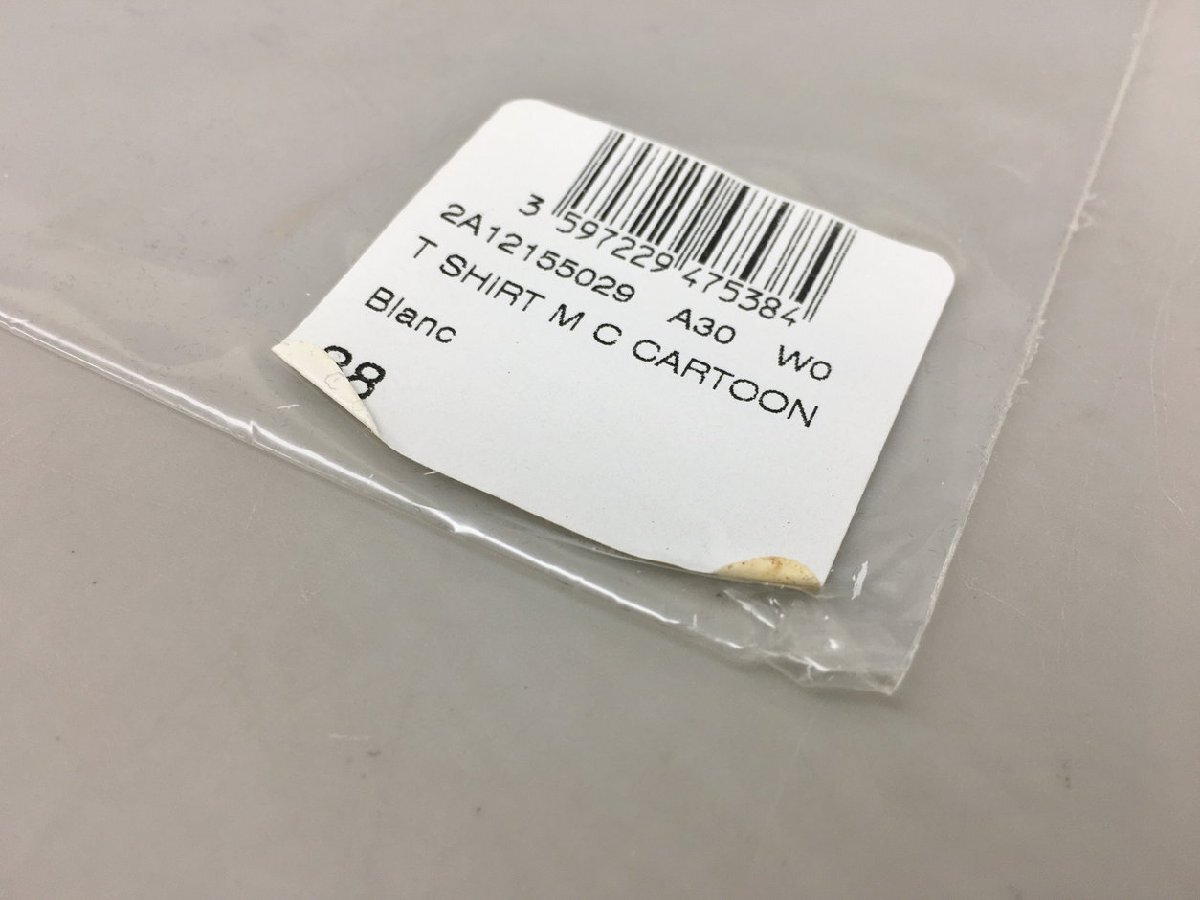 3 597229 475384
2A12155029 A30 W0
T SHIRT M C CARTOON
Blanc